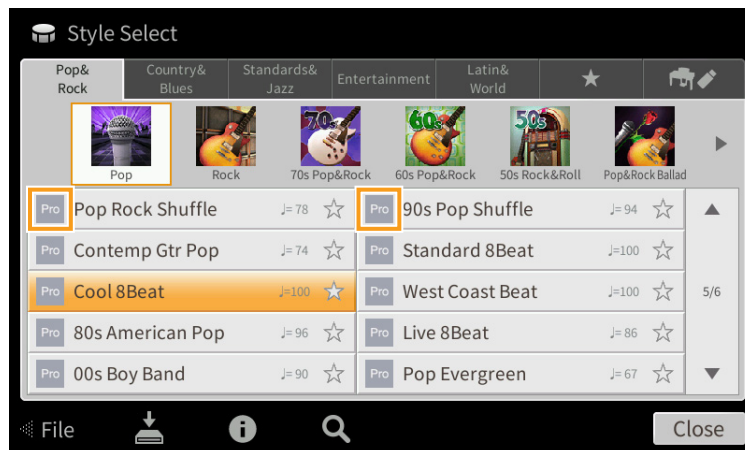 Style Select
Pop& Rock
Country& Blues
Standards& Jazz
Entertainment
Latin& World
70s
60s
50s
Pop
Rock
70s Pop&Rock
60s Pop&Rock
50s Rock&Roll
Pop&Rock Ballad
Pro Pop Rock Shuffle ♩= 78
Pro 90s Pop Shuffle ♩= 94
Pro Contemp Gtr Pop ♩= 74
Pro Standard 8Beat ♩=100
Pro Cool 8Beat ♩=100
Pro West Coast Beat ♩=100
5/6
Pro 80s American Pop ♩= 96
Pro Live 8Beat ♩= 86
Pro 00s Boy Band ♩= 90
Pro Pop Evergreen ♩= 67
File
Close